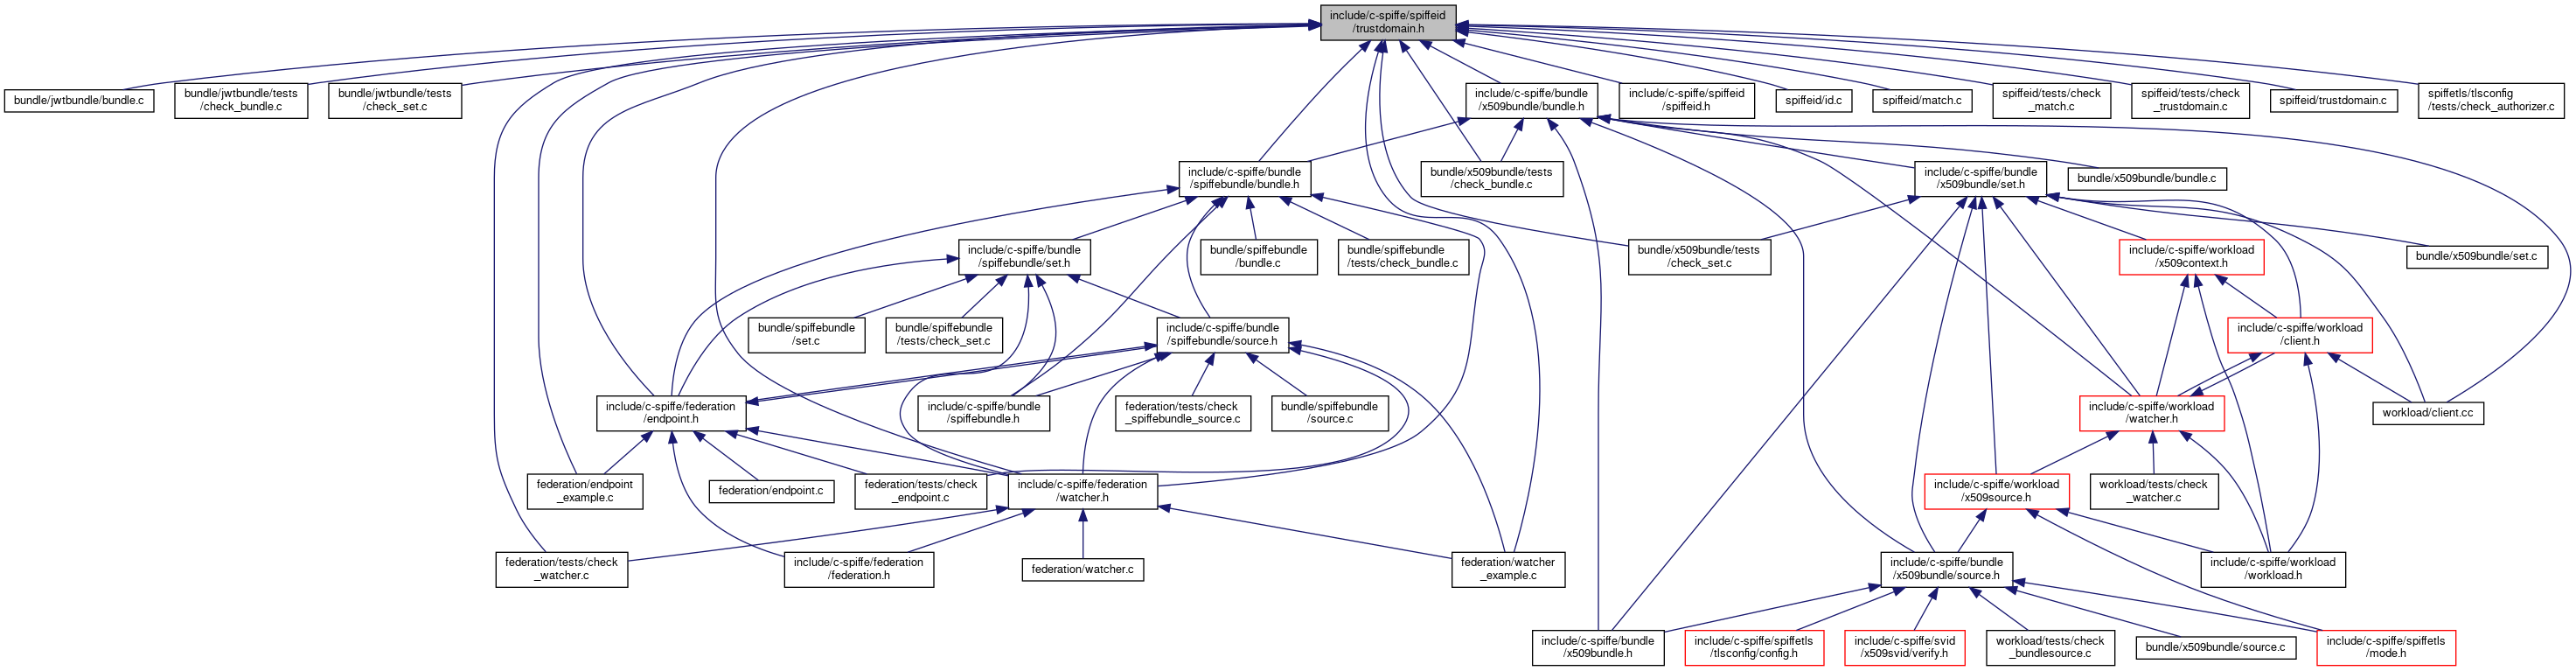 include/c-spiffe/spiffeid
/trustdomain.h
bundle/jwtbundle/bundle.c
bundle/jwtbundle/tests
/check_bundle.c
bundle/jwtbundle/tests
/check_set.c
include/c-spiffe/bundle
/x509bundle/bundle.h
include/c-spiffe/spiffeid
/spiffeid.h
spiffeid/id.c
spiffeid/match.c
spiffeid/tests/check
_match.c
spiffeid/tests/check
_trustdomain.c
spiffeid/trustdomain.c
spiffetls/tlsconfig
/tests/check_authorizer.c
include/c-spiffe/bundle
/spiffebundle/bundle.h
bundle/x509bundle/tests
/check_bundle.c
include/c-spiffe/bundle
/x509bundle/set.h
bundle/x509bundle/bundle.c
include/c-spiffe/bundle
/spiffebundle/set.h
bundle/spiffebundle
/bundle.c
bundle/spiffebundle
/tests/check_bundle.c
bundle/x509bundle/tests
/check_set.c
include/c-spiffe/workload
/x509context.h
bundle/x509bundle/set.c
bundle/spiffebundle
/set.c
bundle/spiffebundle
/tests/check_set.c
include/c-spiffe/bundle
/spiffebundle/source.h
include/c-spiffe/workload
/client.h
include/c-spiffe/federation
/endpoint.h
include/c-spiffe/bundle
/spiffebundle.h
federation/tests/check
_spiffebundle_source.c
bundle/spiffebundle
/source.c
include/c-spiffe/workload
/watcher.h
workload/client.cc
federation/endpoint
_example.c
federation/endpoint.c
federation/tests/check
_endpoint.c
include/c-spiffe/federation
/watcher.h
include/c-spiffe/workload
/x509source.h
workload/tests/check
_watcher.c
federation/tests/check
_watcher.c
include/c-spiffe/federation
/federation.h
federation/watcher.c
federation/watcher
_example.c
include/c-spiffe/bundle
/x509bundle/source.h
include/c-spiffe/workload
/workload.h
include/c-spiffe/bundle
/x509bundle.h
include/c-spiffe/spiffetls
/tlsconfig/config.h
include/c-spiffe/svid
/x509svid/verify.h
workload/tests/check
_bundlesource.c
bundle/x509bundle/source.c
include/c-spiffe/spiffetls
/mode.h